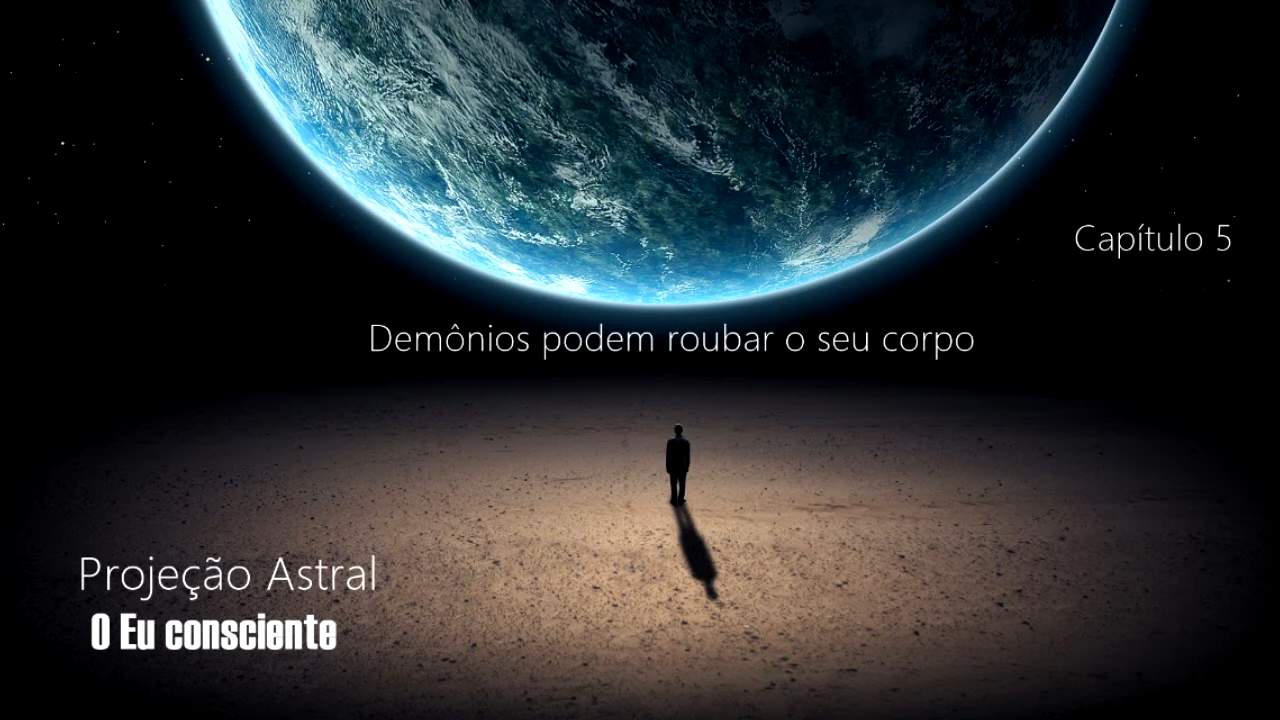 Capítulo 5
Demônios podem roubar o seu corpo
Projeção Astral
O Eu consciente